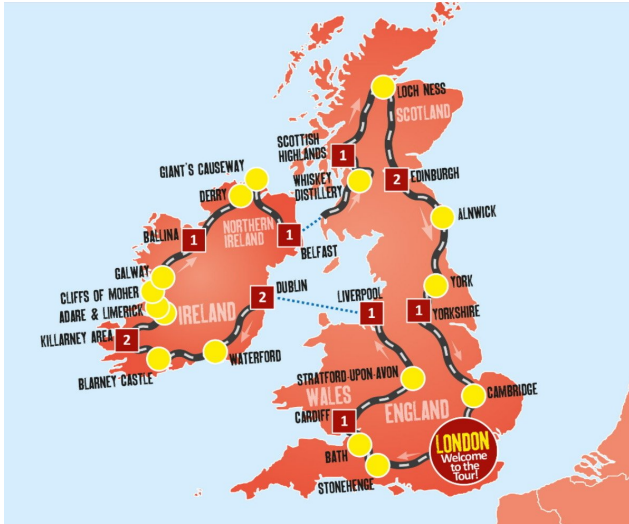 LOCH NESS
SCOTLAND
SCOTTISH
HIGHLANDS
1
GIANT'S CAUSEWAY
WHISKEY
DISTILLERY
2
EDINBURGH
DERRY
ALNWICK
NORTHERN
IRELAND
BALLINA
1
1
BELFAST
GALWAY
YORK
CLIFFS OF MOHER
DUBLIN
2
LIVERPOOL
1
1
YORKSHIRE
ADARE & LIMERICK
IRELAND
KILLARNEY AREA
2
WATERFORD
BLARNEY CASTLE
STRATFORD-UPON-AVON
WALES
ENGLAND
CAMBRIDGE
CARDIFF
1
LONDON
Welcome
to the
Tour!
BATH
STONEHENGE